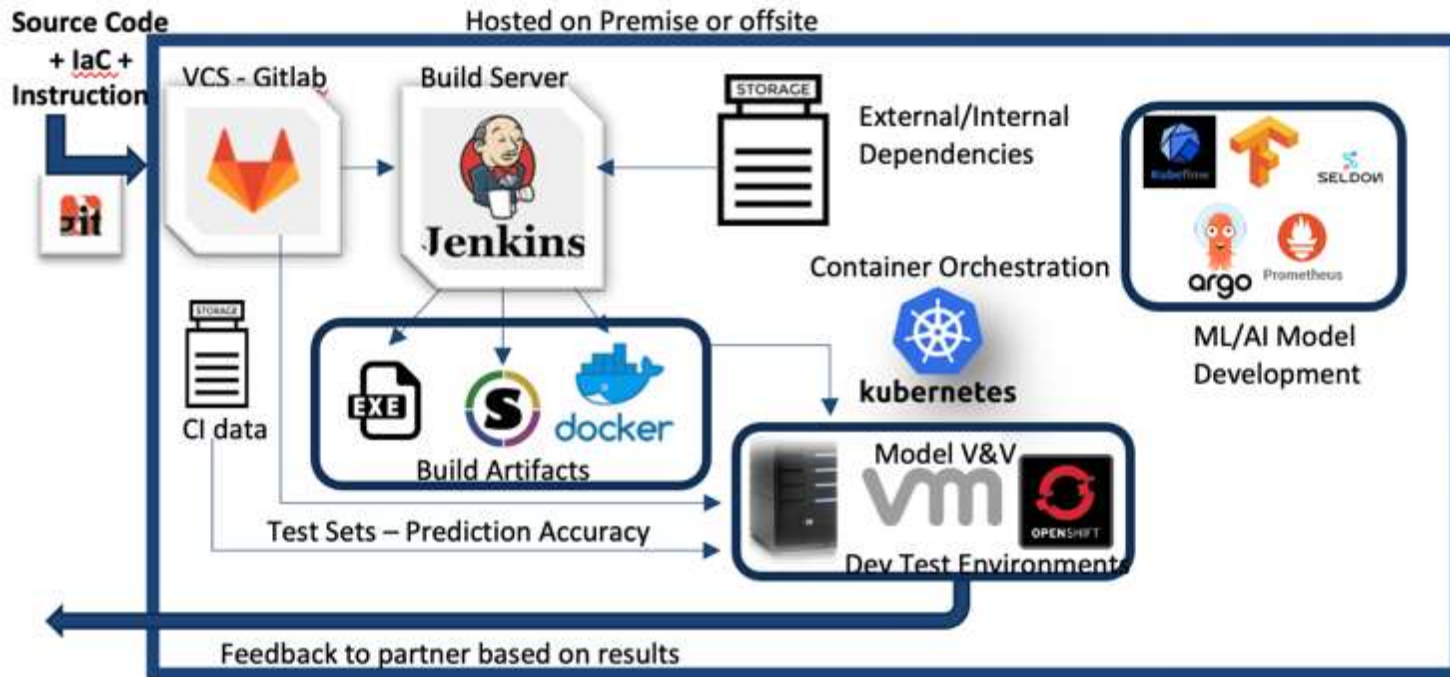 Source Code
+ IaC +
Instruction
Hosted on Premise or offsite
VCS - Gitlab
Build Server
STORAGE
External/Internal
Dependencies
Kubeflow
SELDON
git
Jenkins
argo
Prometheus
Container Orchestration
ML/AI Model
Development
STORAGE
kubernetes
EXE
S
docker
CI data
Build Artifacts
Model V&V
vm
OPENSHIFT
Test Sets – Prediction Accuracy
Dev Test Environments
Feedback to partner based on results